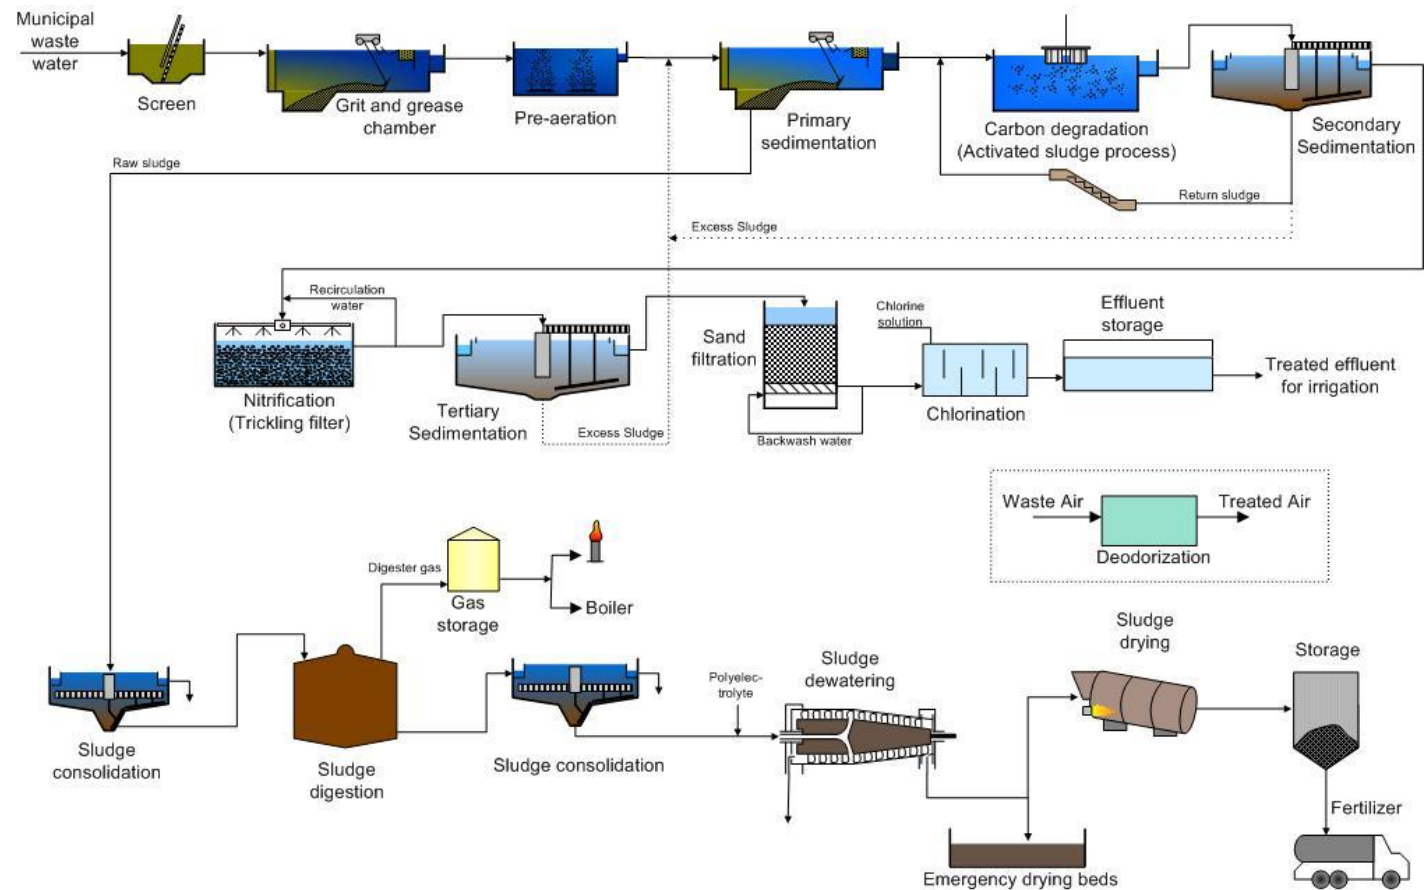 Municipal
waste
water
Screen
Grit and grease
chamber
Pre-aeration
Primary
sedimentation
Carbon degradation
(Activated sludge process)
Secondary
Sedimentation
Raw sludge
Return sludge
Excess Sludge
Recirculation
water
Nitrification
(Trickling filter)
Tertiary
Sedimentation
Excess Sludge
Sand
filtration
Backwash water
Chlorine
solution
Chlorination
Effluent
storage
Treated effluent
for irrigation
Waste Air
Treated Air
Deodorization
Digester gas
Gas
storage
Boiler
Sludge
consolidation
Sludge
digestion
Sludge consolidation
Polyelec-
trolyte
Sludge
dewatering
Sludge
drying
Storage
Fertilizer
Emergency drying beds